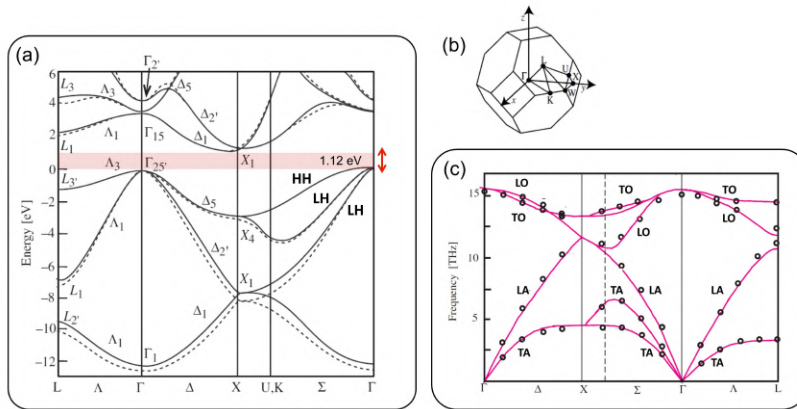 (a)
6
4
2
0
−2
−4
−6
−8
−10
−12
Energy [eV]
L3
Λ3
Γ2'
Δ5
Δ2'
L1
Λ1
Γ15
Δ1
1.12 eV
X1
Λ3
Γ25'
L3'
Δ5
HH
LH
LH
Λ1
Δ2'
X4
L1
X1
L2'
Λ1
Γ1
Δ1
L Λ Γ Δ X U,K Σ Γ
(b)
z
L
Γ
U
X
y
W
K
x
(c)
15
10
5
0
Frequency [THz]
LO
TO
TO
LO
LO
TO
LA
LA
LA
TA
TA
TA
TA
Γ Δ X Σ Γ Λ L